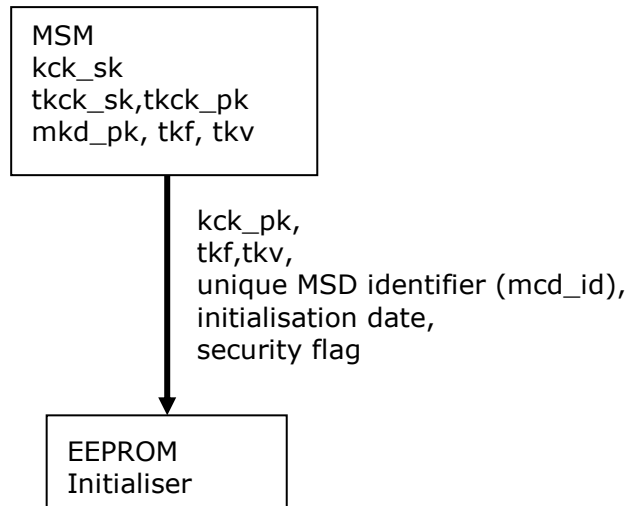 MSM
kck_sk
tkck_sk,tkck_pk
mkd_pk, tkf, tkv
kck_pk,
tkf,tkv,
unique MSD identifier (mcd_id),
initialisation date,
security flag
EEPROM
Initialiser